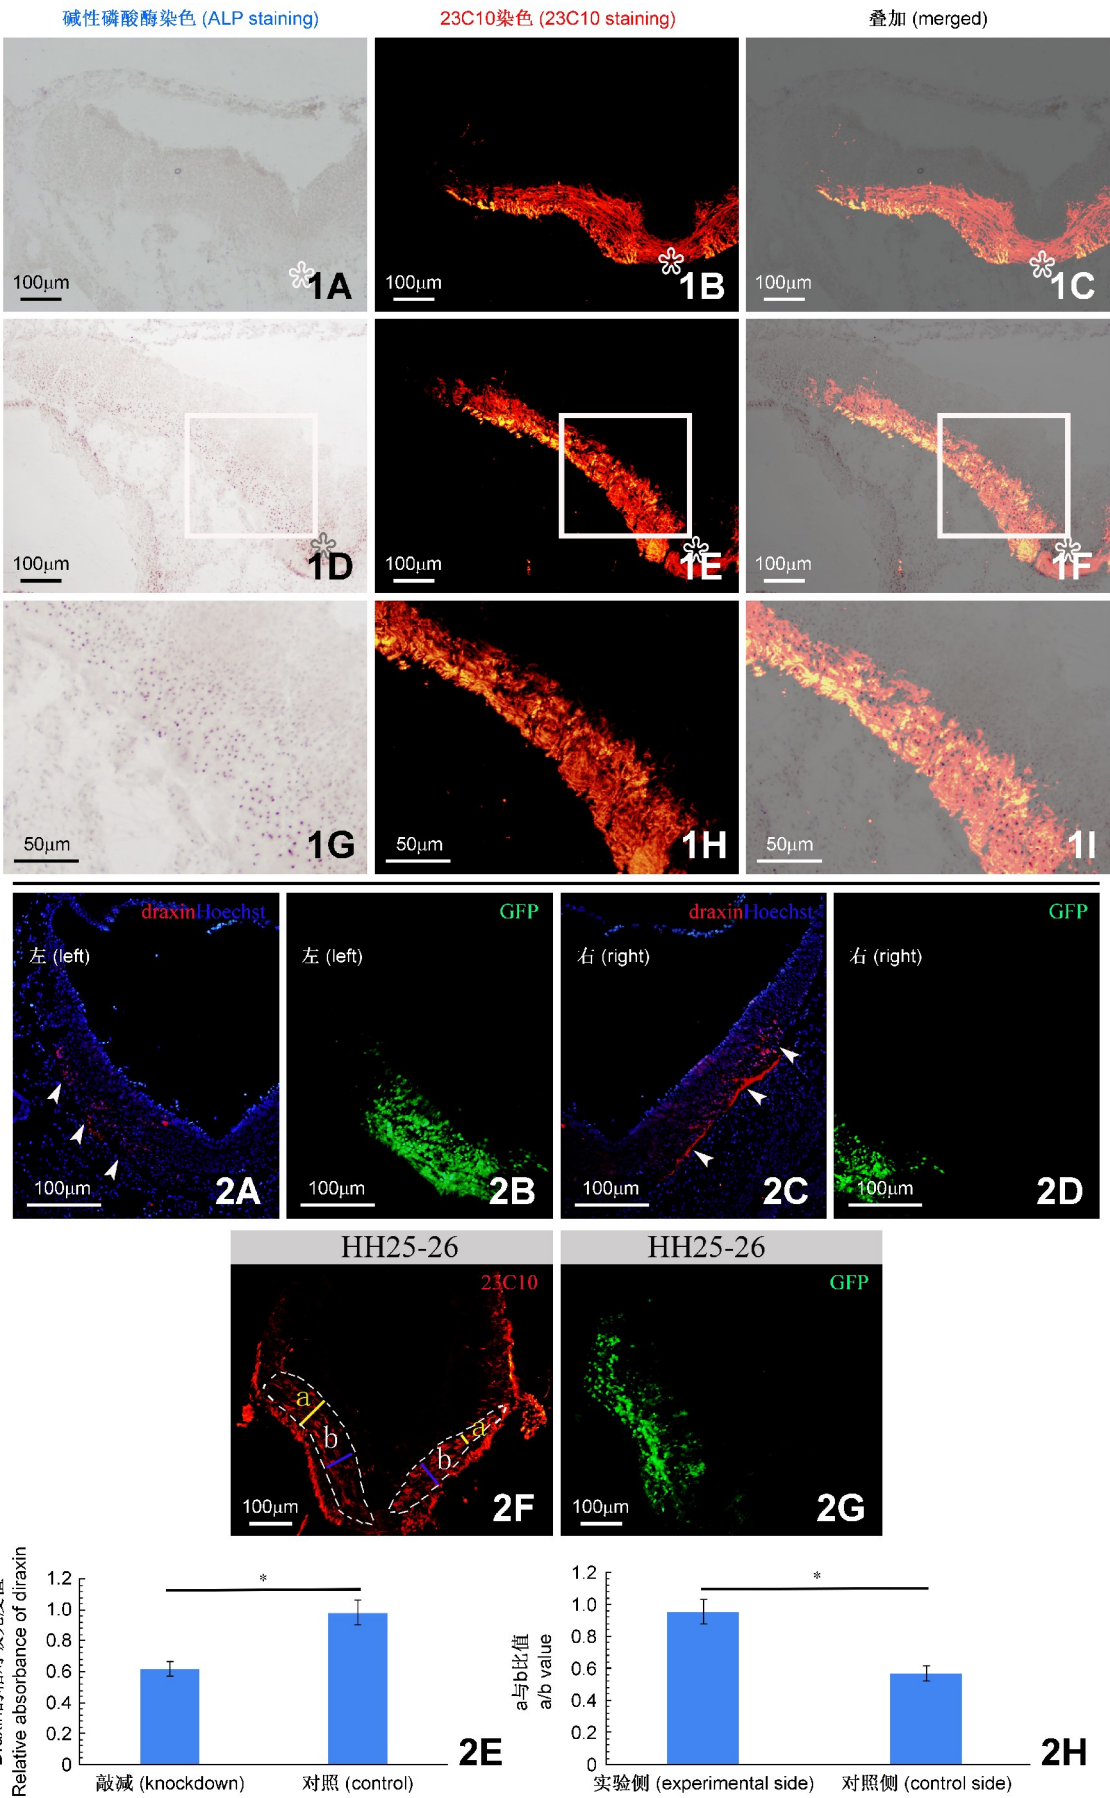 碱性磷酸酶染色 (ALP staining)
23C10染色 (23C10 staining)
叠加 (merged)
100μm
1A
100μm
1B
100μm
1C
100μm
1D
100μm
1E
100μm
1F
50μm
1G
50μm
1H
50μm
1I
draxinHoechst
左 (left)
100μm
2A
GFP
左 (left)
100μm
2B
draxinHoechst
右 (right)
100μm
2C
GFP
右 (right)
100μm
2D
HH25-26
23C10
a
b
a
b
100μm
2F
HH25-26
GFP
100μm
2G
Relative absorbance of diraxin
1.2
1.0
0.8
0.6
0.4
0.2
0
*
敲减 (knockdown)
对照 (control)
2E
a与b比值
a/b value
1.2
1.0
0.8
0.6
0.4
0.2
0
*
实验侧 (experimental side)
对照侧 (control side)
2H